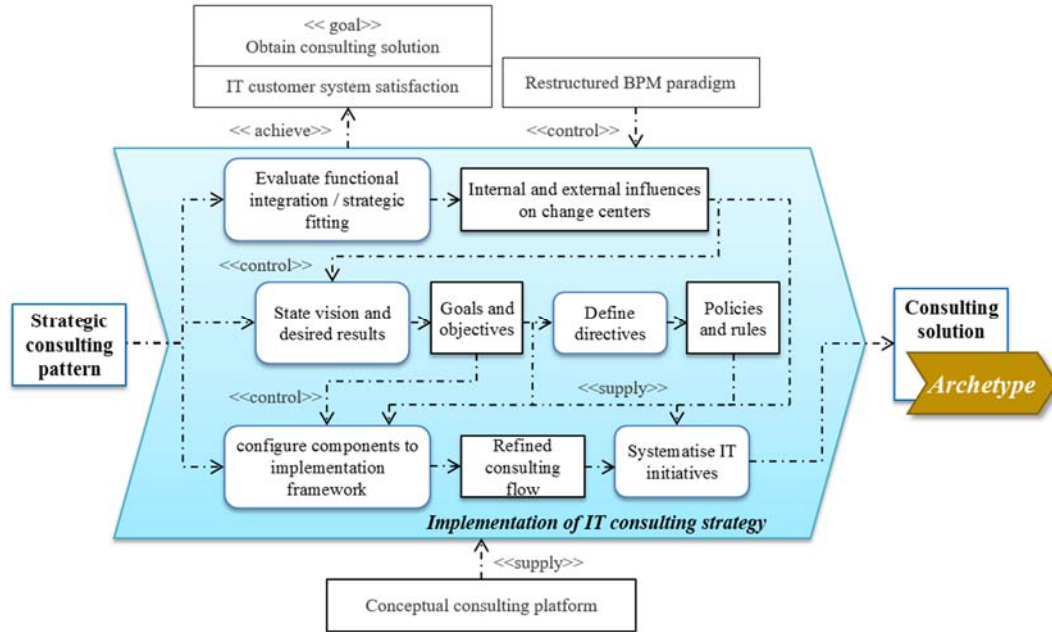 << goal>>
Obtain consulting solution
IT customer system satisfaction
Restructured BPM paradigm
<< achieve>>
<<control>>
Evaluate functional
integration / strategic
fitting
Internal and external influences
on change centers
<<control>>
Strategic
consulting
pattern
State vision and
desired results
Goals and
objectives
Define
directives
Policies
and rules
Consulting
solution
Archetype
<<control>>
<<supply>>
configure components to
implementation
framework
Refined
consulting
flow
Systematise IT
initiatives
Implementation of IT consulting strategy
<<supply>>
Conceptual consulting platform